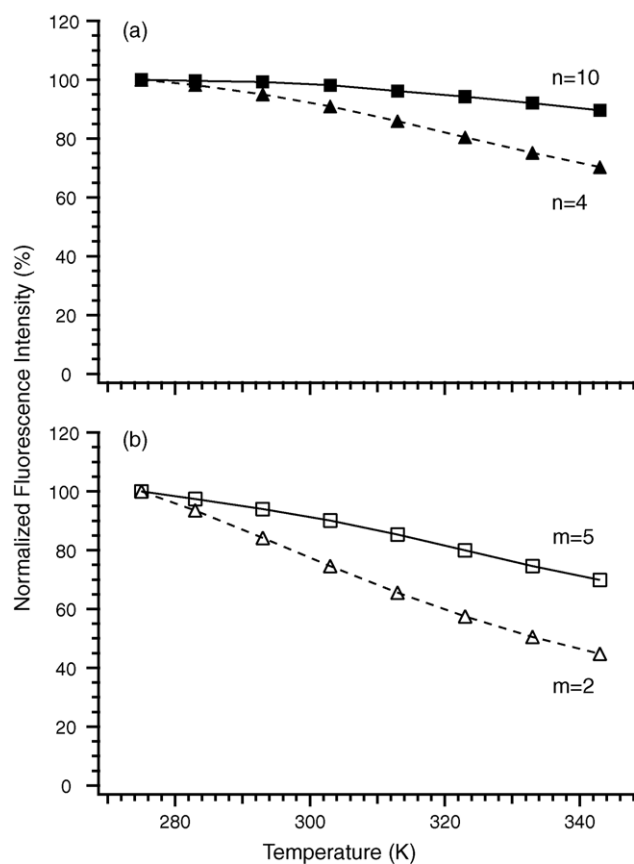 Normalized Fluorescence Intensity (%)
(a)
120
100
80
60
40
20
0
n=10
n=4
(b)
120
100
80
60
40
20
0
m=5
m=2
280 300 320 340
Temperature (K)